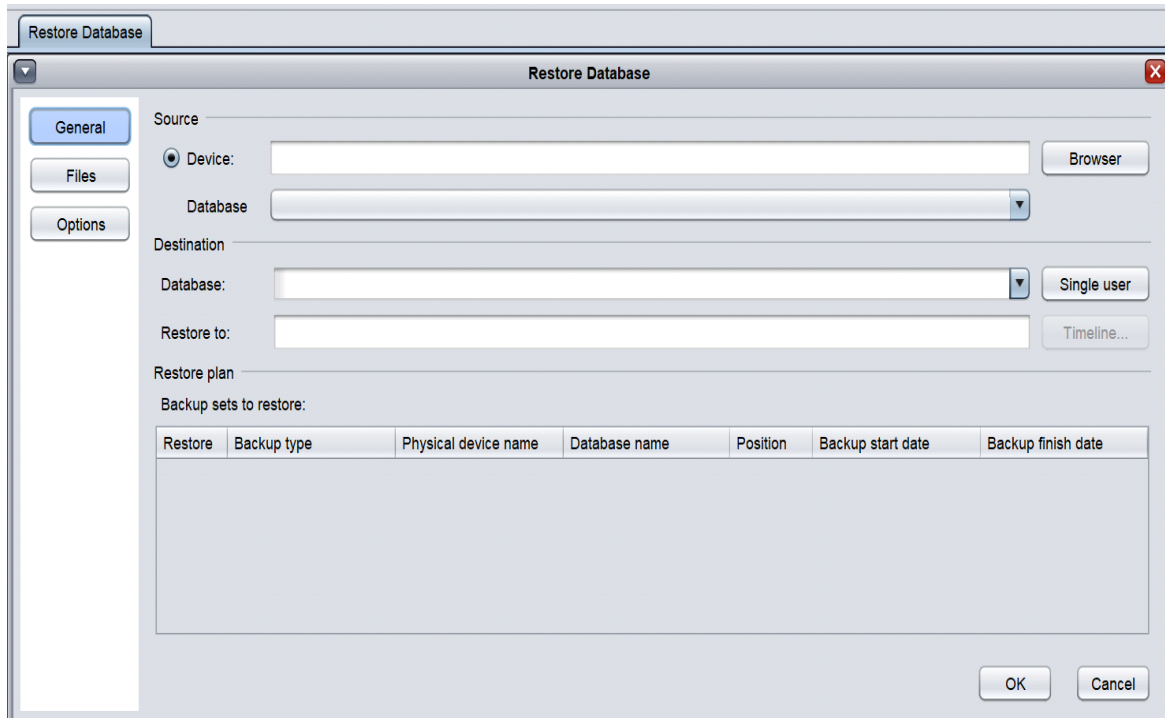 Restore Database
Restore Database
General
Files
Options
Source
Device:
Browser
Database
Destination
Database:
Single user
Restore to:
Timeline...
Restore plan
Backup sets to restore:
Restore Backup type Physical device name Database name Position Backup start date Backup finish date
OK Cancel